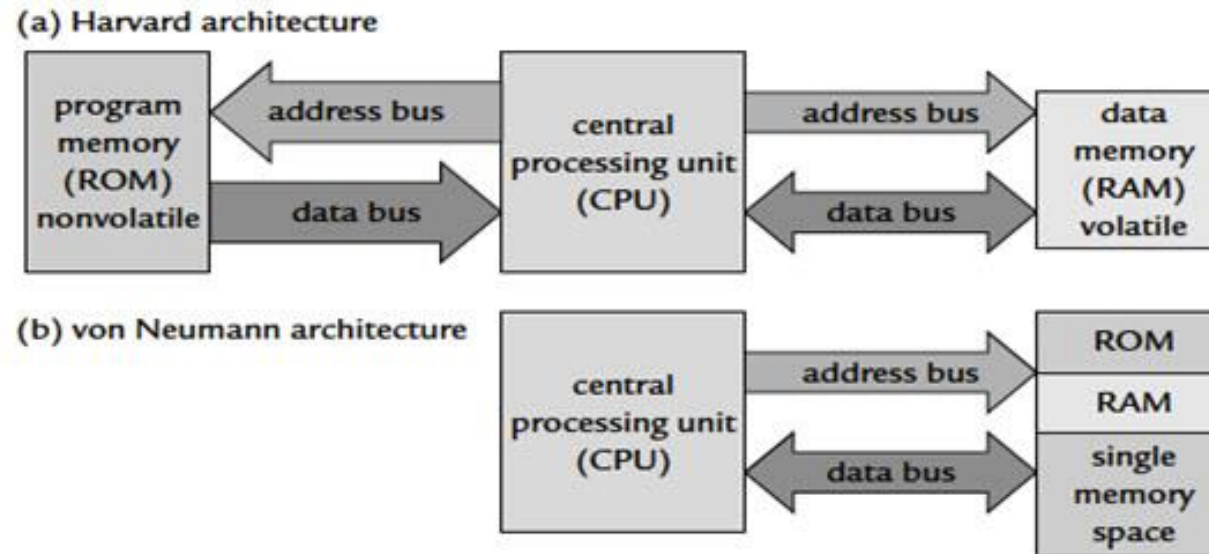 (a) Harvard architecture
program
memory
(ROM)
nonvolatile
address bus
data bus
central
processing unit
(CPU)
address bus
data bus
data
memory
(RAM)
volatile
(b) von Neumann architecture
central
processing unit
(CPU)
address bus
data bus
ROM
RAM
single
memory
space